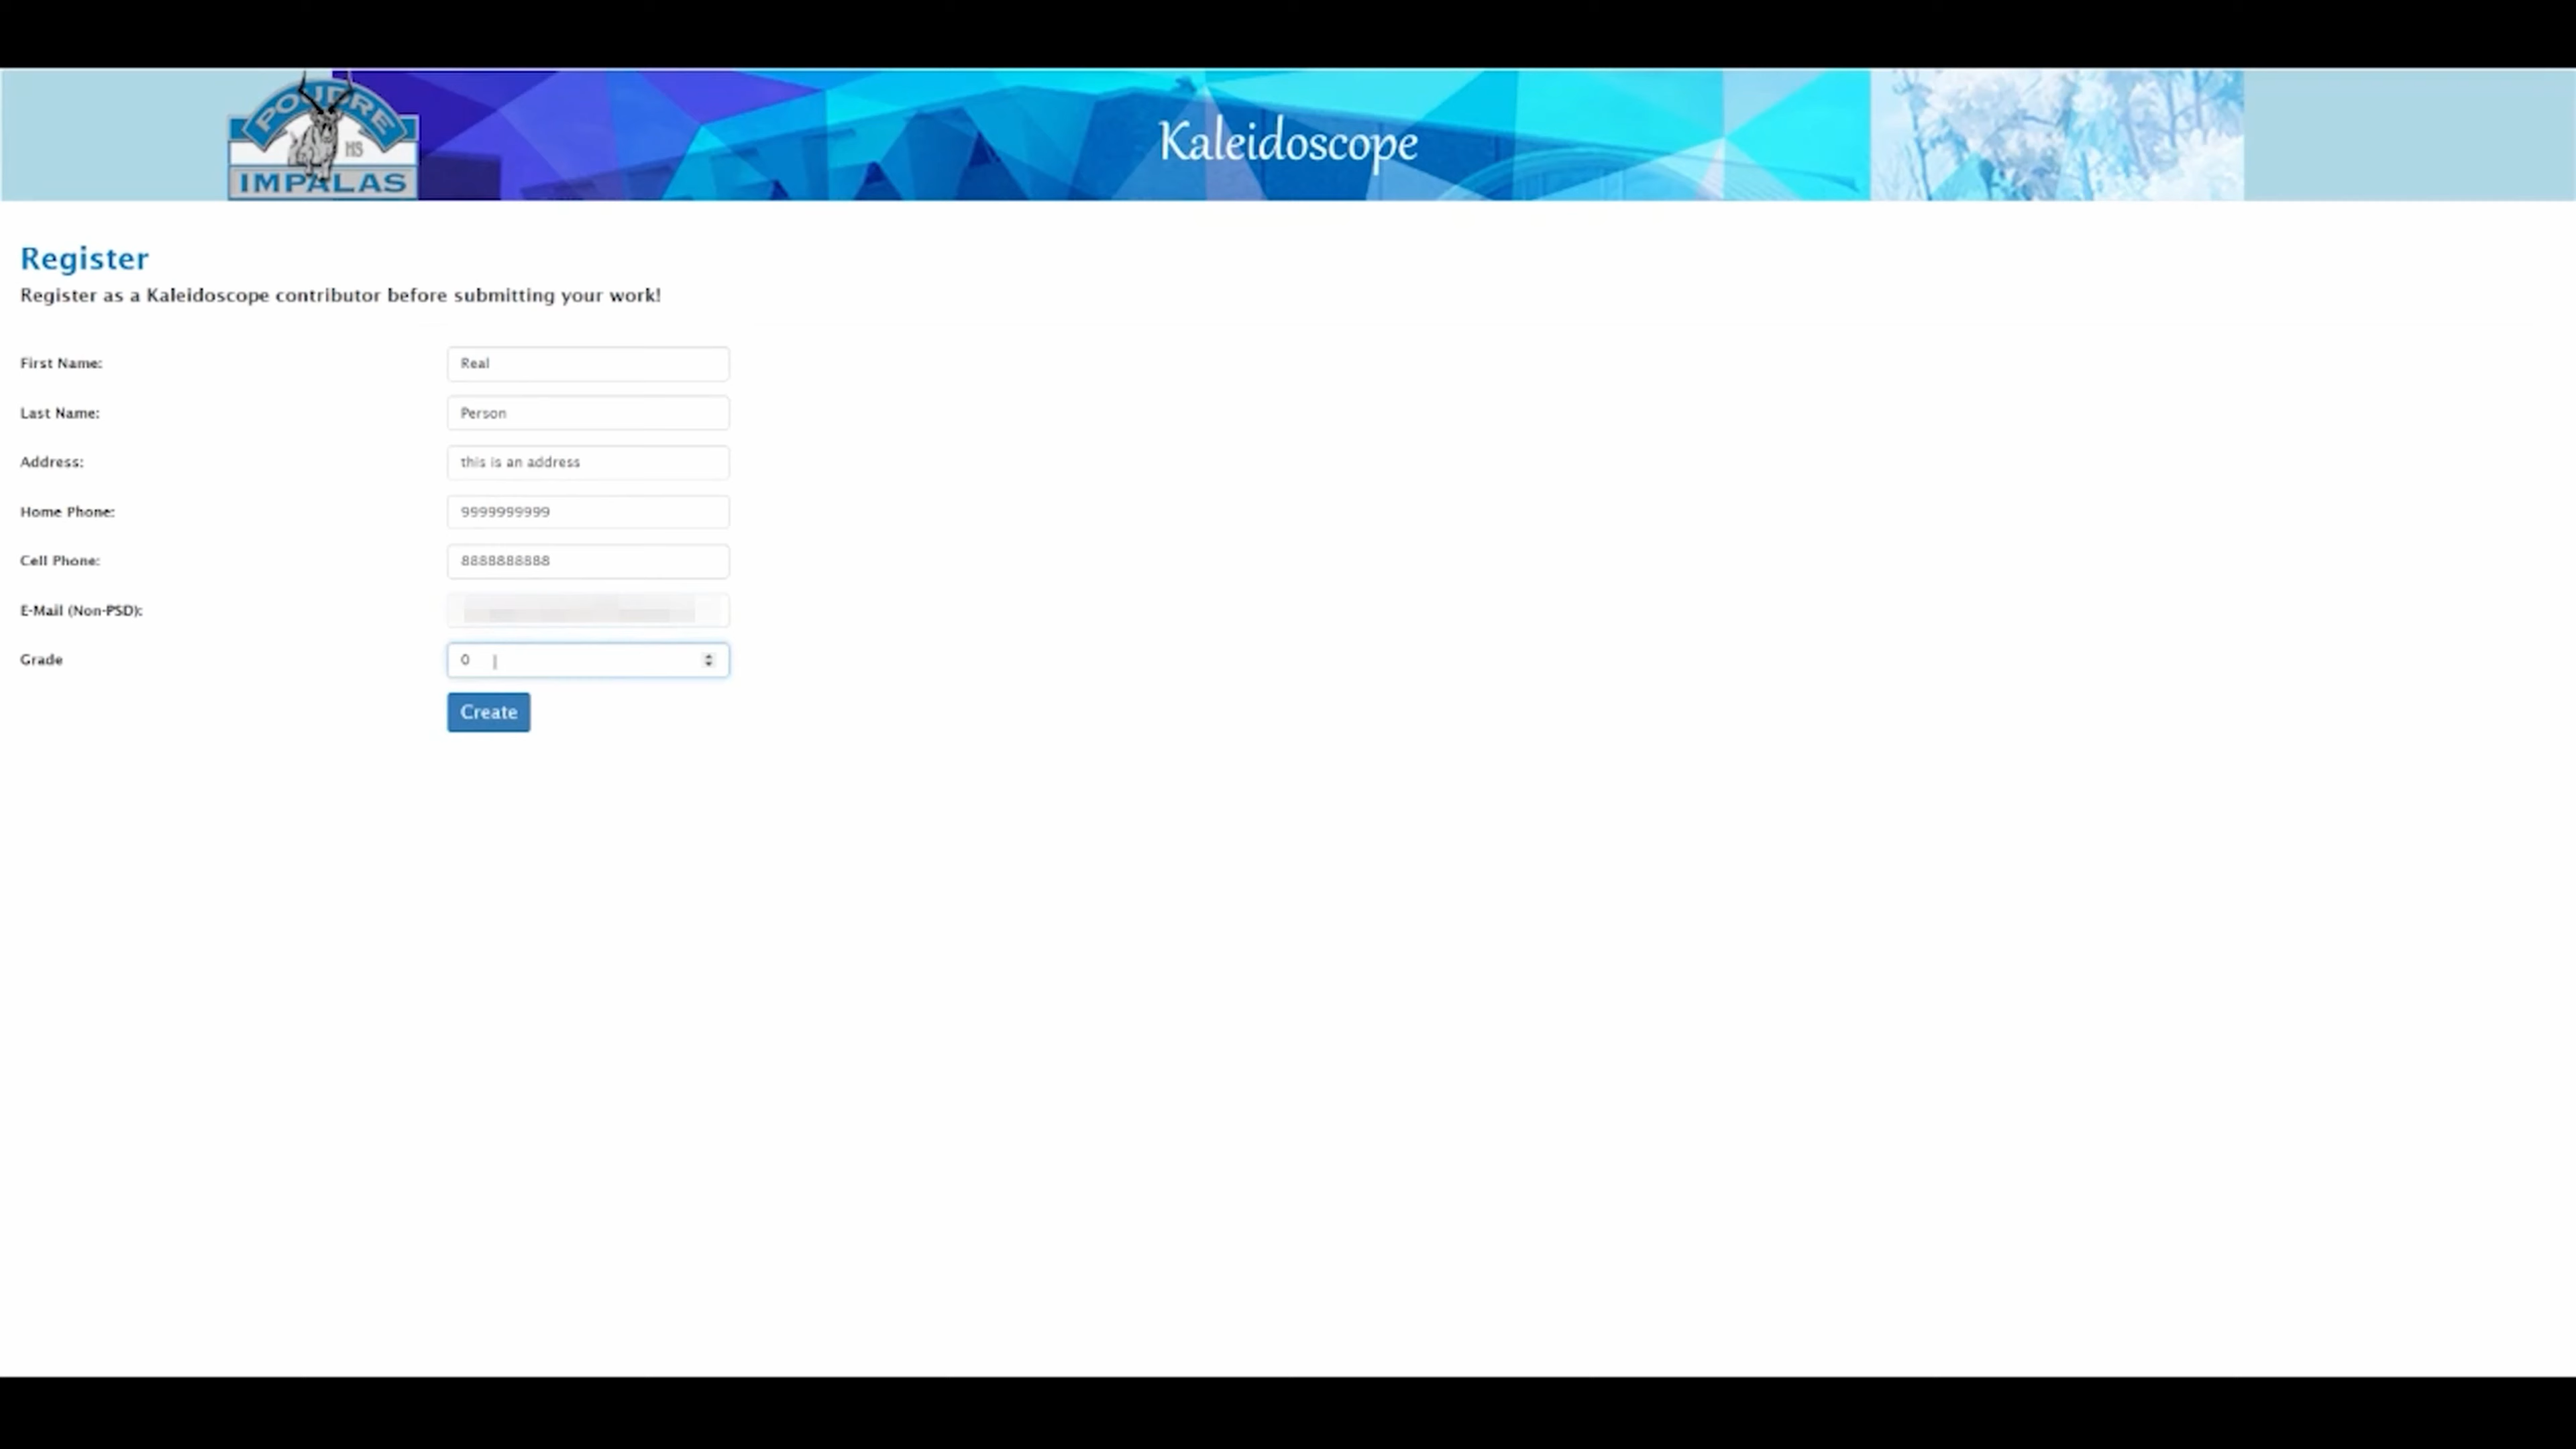 POUDRE
HS
IMPALAS
Kaleidoscope
Register
Register as a Kaleidoscope contributor before submitting your work!
First Name: Real
Last Name: Person
Address: this is an address
Home Phone: 9999999999
Cell Phone: 8888888888
E-Mail (Non-PSD):
Grade 0
Create